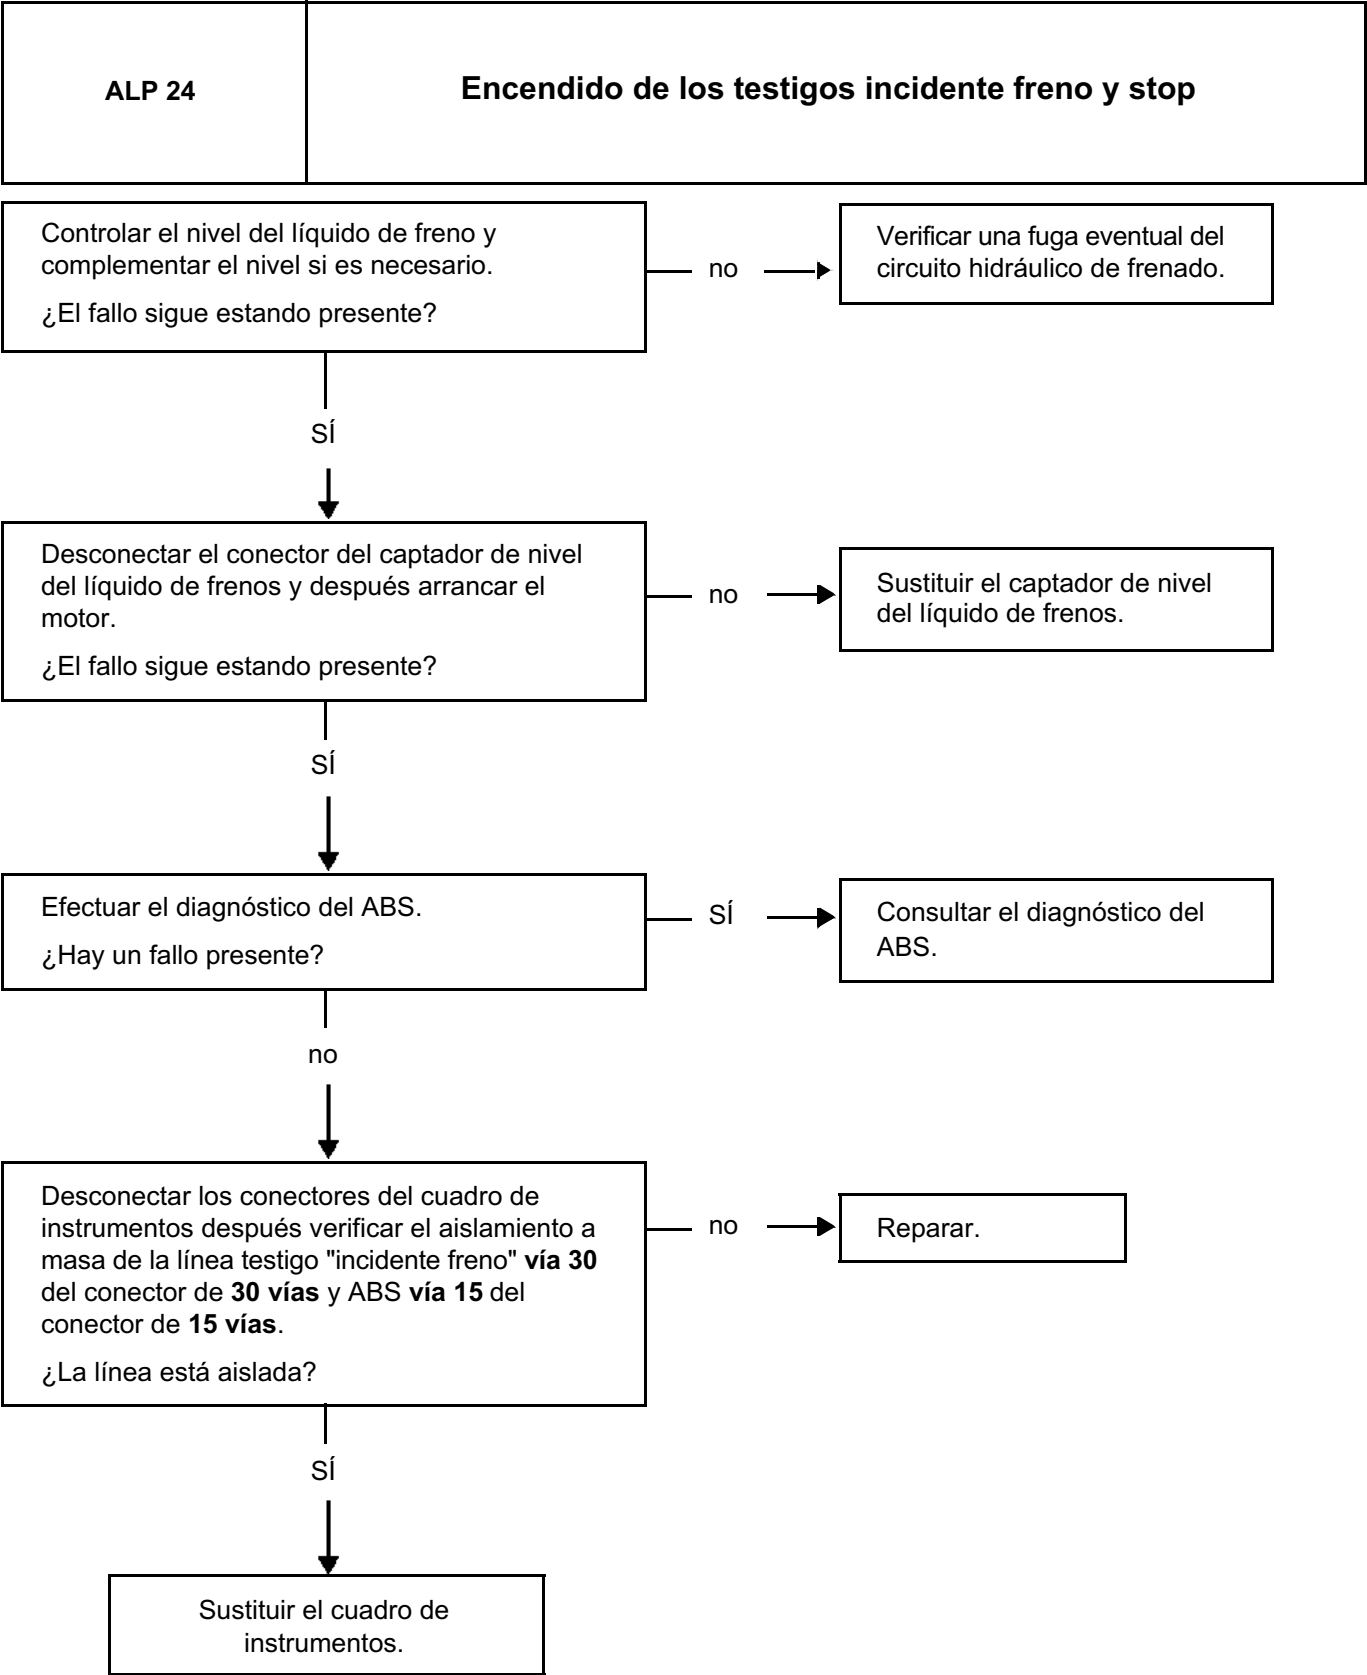 ALP 24
Encendido de los testigos incidente freno y stop
Controlar el nivel del líquido de freno y
complementar el nivel si es necesario.
¿El fallo sigue estando presente?
no
Verificar una fuga eventual del
circuito hidráulico de frenado.
SÍ
Desconectar el conector del captador de nivel
del líquido de frenos y después arrancar el
motor.
¿El fallo sigue estando presente?
no
Sustituir el captador de nivel
del líquido de frenos.
SÍ
Efectuar el diagnóstico del ABS.
¿Hay un fallo presente?
SÍ
Consultar el diagnóstico del
ABS.
no
Desconectar los conectores del cuadro de
instrumentos después verificar el aislamiento a
masa de la línea testigo "incidente freno" vía 30
del conector de 30 vías y ABS vía 15 del
conector de 15 vías.
¿La línea está aislada?
no
Reparar.
SÍ
Sustituir el cuadro de
instrumentos.